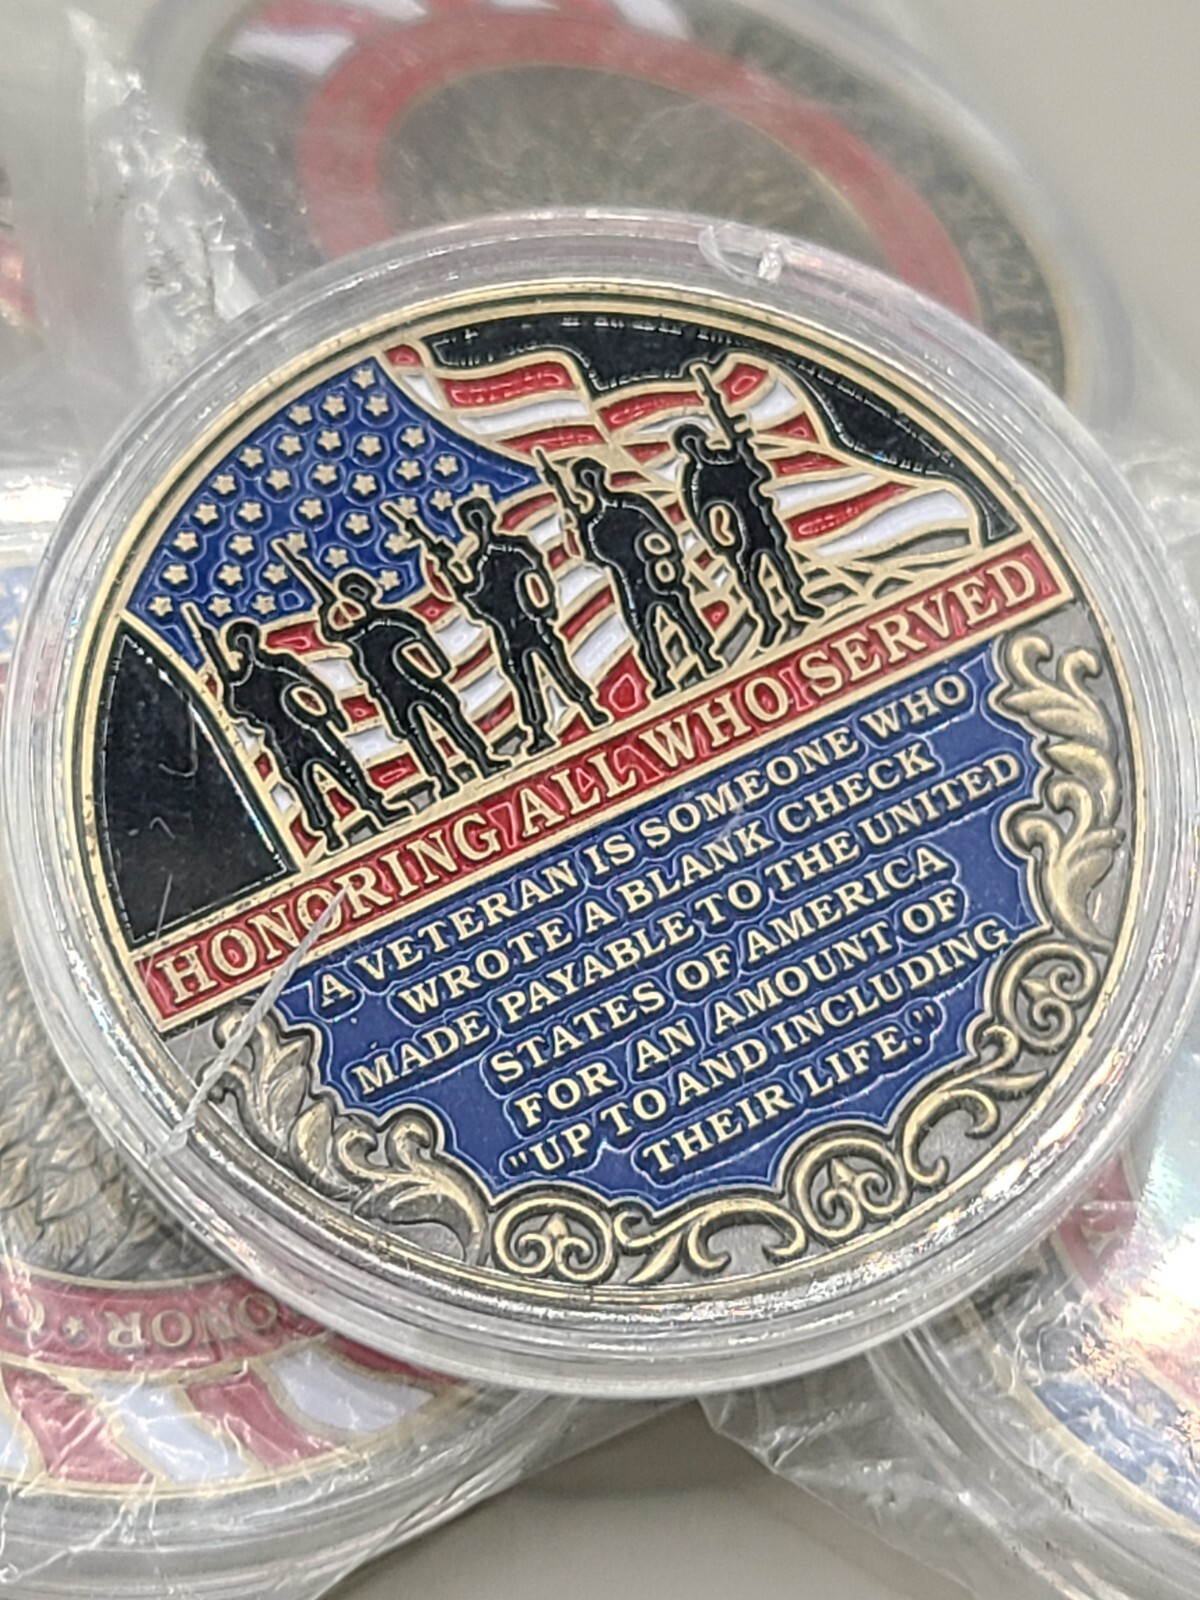 HONORING ALL WHO SERVED
A VETERAN IS SOMEONE WHO
WROTE A BLANK CHECK
MADE PAYABLE TO THE UNITED
STATES OF AMERICA
FOR AN AMOUNT OF
"UP TO AND INCLUDING
THEIR LIFE."
HONOR